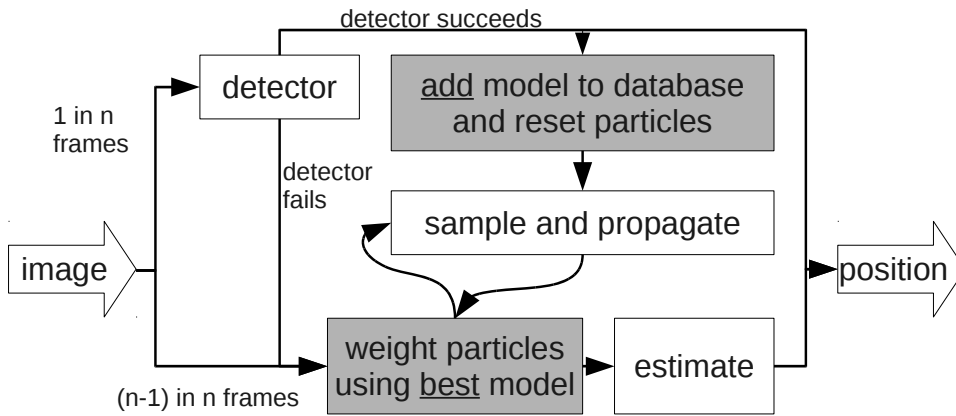 detector succeeds
detector
add model to database
and reset particles
1 in n
frames
detector
fails
sample and propagate
image
position
weight particles
using best model
estimate
(n-1) in n frames